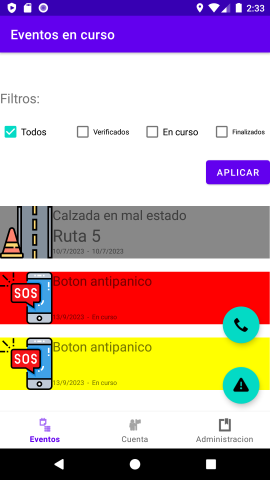 2:33
Eventos en curso
Filtros:
Todos Verificados En curso Finalizados
APLICAR
Calzada en mal estado
Ruta 5
10/7/2023 - 10/7/2023
SOS Boton antipanico
13/9/2023 - En curso
SOS Boton antipanico
13/9/2023 - En curso
Eventos Cuenta Administracion